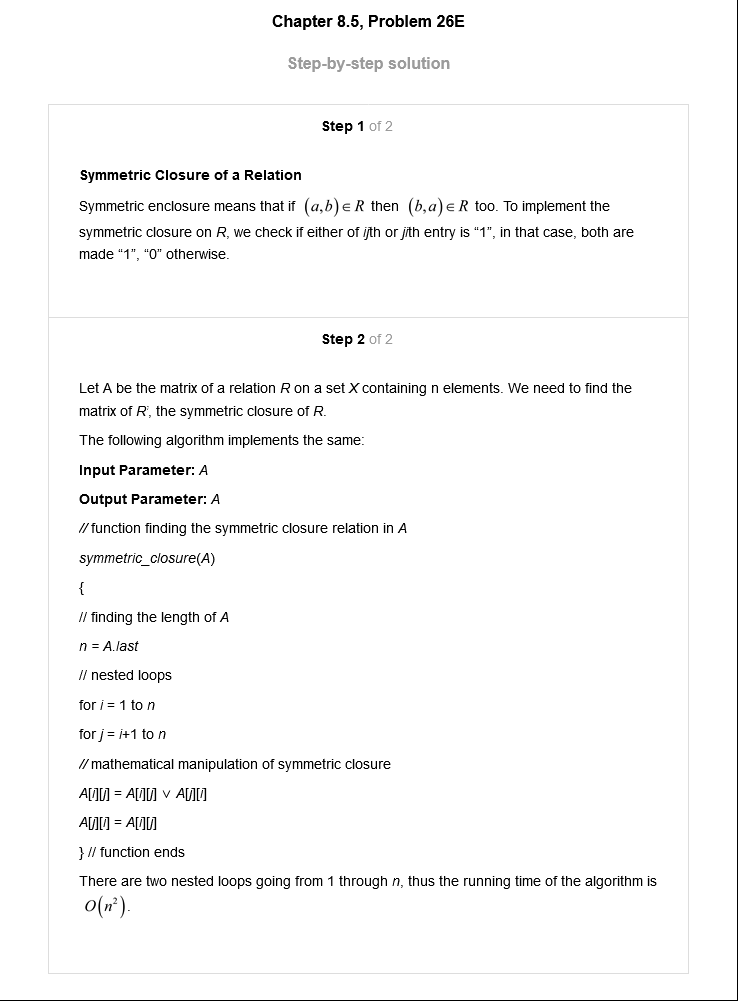 Chapter 8.5, Problem 26E
Step-by-step solution
Step 1 of 2
Symmetric Closure of a Relation
Symmetric enclosure means that if (a,b)∈R then (b,a)∈R too. To implement the
symmetric closure on R, we check if either of ijth or jith entry is “1”, in that case, both are
made “1”, “0” otherwise.
Step 2 of 2
Let A be the matrix of a relation R on a set X containing n elements. We need to find the
matrix of R', the symmetric closure of R.
The following algorithm implements the same:
Input Parameter: A
Output Parameter: A
// function finding the symmetric closure relation in A
symmetric_closure(A)
{
// finding the length of A
n = A.last
// nested loops
for i = 1 to n
for j = i+1 to n
// mathematical manipulation of symmetric closure
A[i][j] = A[i][j] ∨ A[j][i]
A[j][i] = A[i][j]
} // function ends
There are two nested loops going from 1 through n, thus the running time of the algorithm is
O(n²).